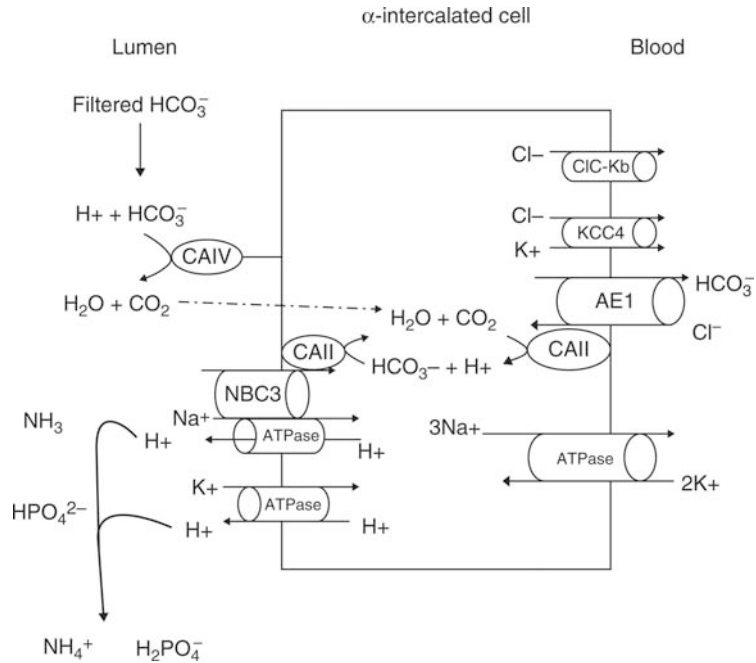 α-intercalated cell
Lumen
Blood
Filtered HCO₃⁻
Cl–
ClC-Kb
H+ + HCO₃⁻
Cl–
KCC4
K+
CAIV
HCO₃⁻
AE1
H₂O + CO₂
H₂O + CO₂
Cl⁻
CAII
CAII
HCO₃– + H+
NBC3
NH₃
Na⁺
3Na+
H+
ATPase
H+
ATPase
K+
2K+
HPO₄²⁻
ATPase
H+
H+
NH₄⁺
H₂PO₄⁻